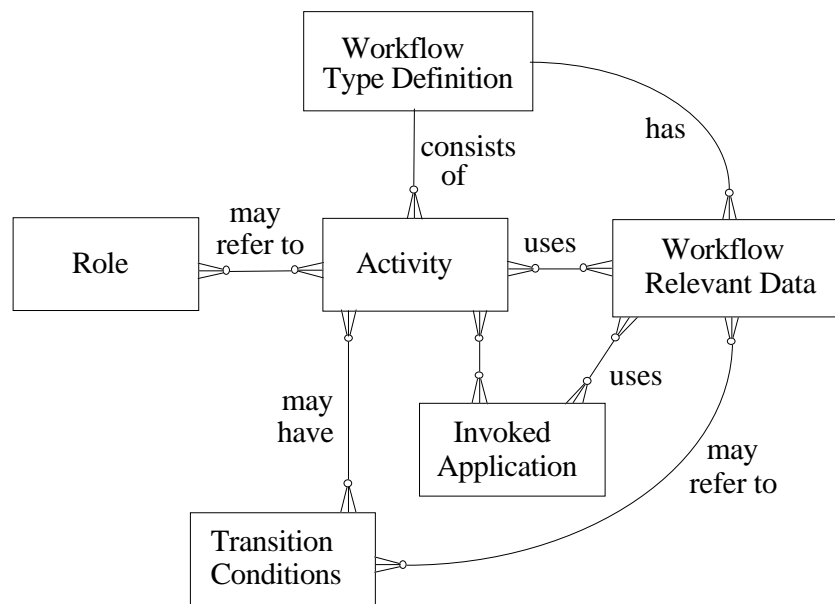 Workflow
Type Definition
has
consists
of
may
refer to
uses
Role
Activity
Workflow
Relevant Data
uses
may
have
Invoked
Application
may
refer to
Transition
Conditions